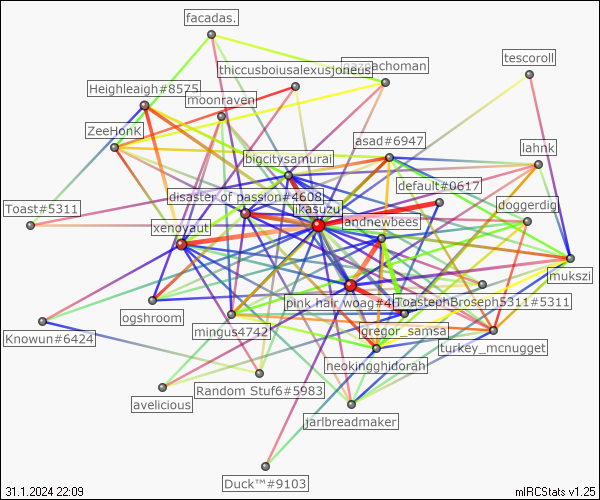 facadas.
thiccusboiusalexusjoneus
achoman
tescoroll
Heighleaigh#8575
moonraven
ZeeHonK
asad#6947
lahnk
bigcitysamurai
default#0617
disaster of passion#4608
ikasuzu
doggerdig
Toast#5311
andnewbees
xenoyaut
mukszi
pink hair woag#4
ToastephBroseph5311#5311
ogshroom
mingus4742
gregor_samsa
Knowun#6424
turkey_mcnugget
neokingghidorah
Random Stuf6#5983
avelicious
jarlbreadmaker
Duck™#9103
31.1.2024 22:09
mIRCStats v1.25